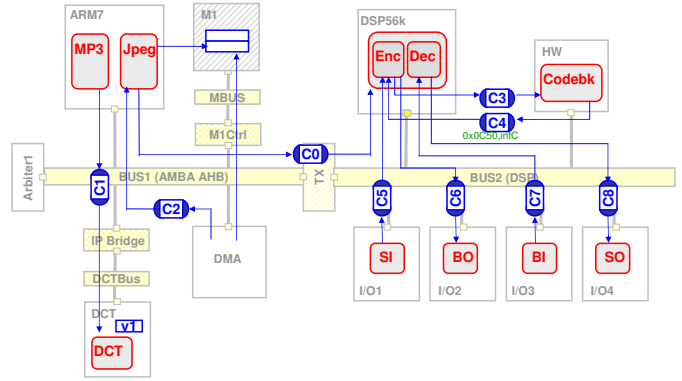 ARM7
M1
DSP56k
MP3
Jpeg
Enc
Dec
HW
Codebk
C3
C4
0x0C50,intC
MBUS
M1Ctrl
C0
Arbiter1
BUS1 (AMBA AHB)
TX
BUS2 (DSP)
C1
C2
C5
C6
C7
C8
IP Bridge
DCTBus
DMA
SI
BO
BI
SO
I/O1
I/O2
I/O3
I/O4
DCT
v1
DCT